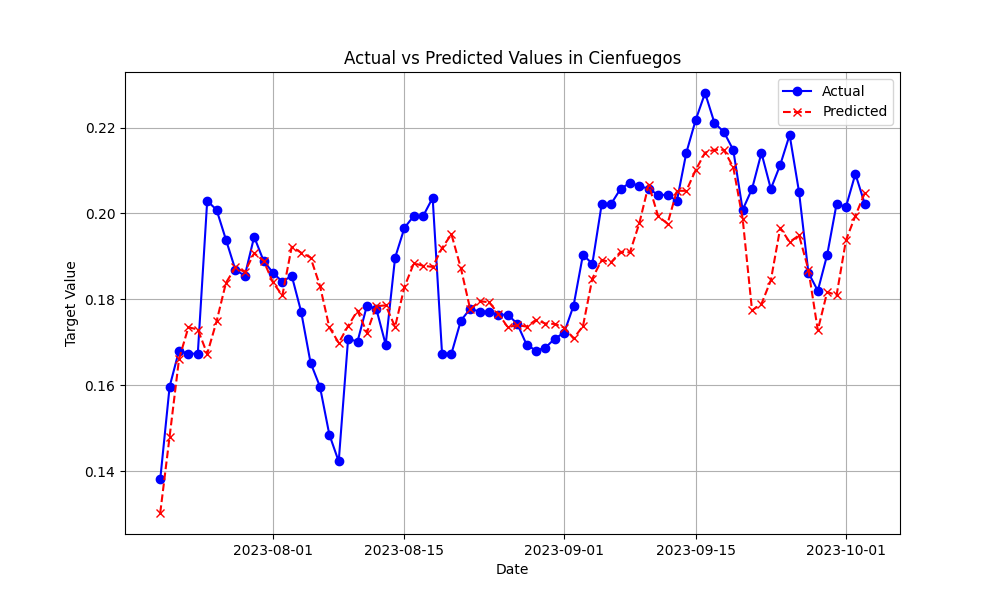 Actual vs Predicted Values in Cienfuegos
Actual
Predicted
0.22
0.20
0.18
0.16
0.14
Target Value
2023-08-01
2023-08-15
2023-09-01
2023-09-15
2023-10-01
Date